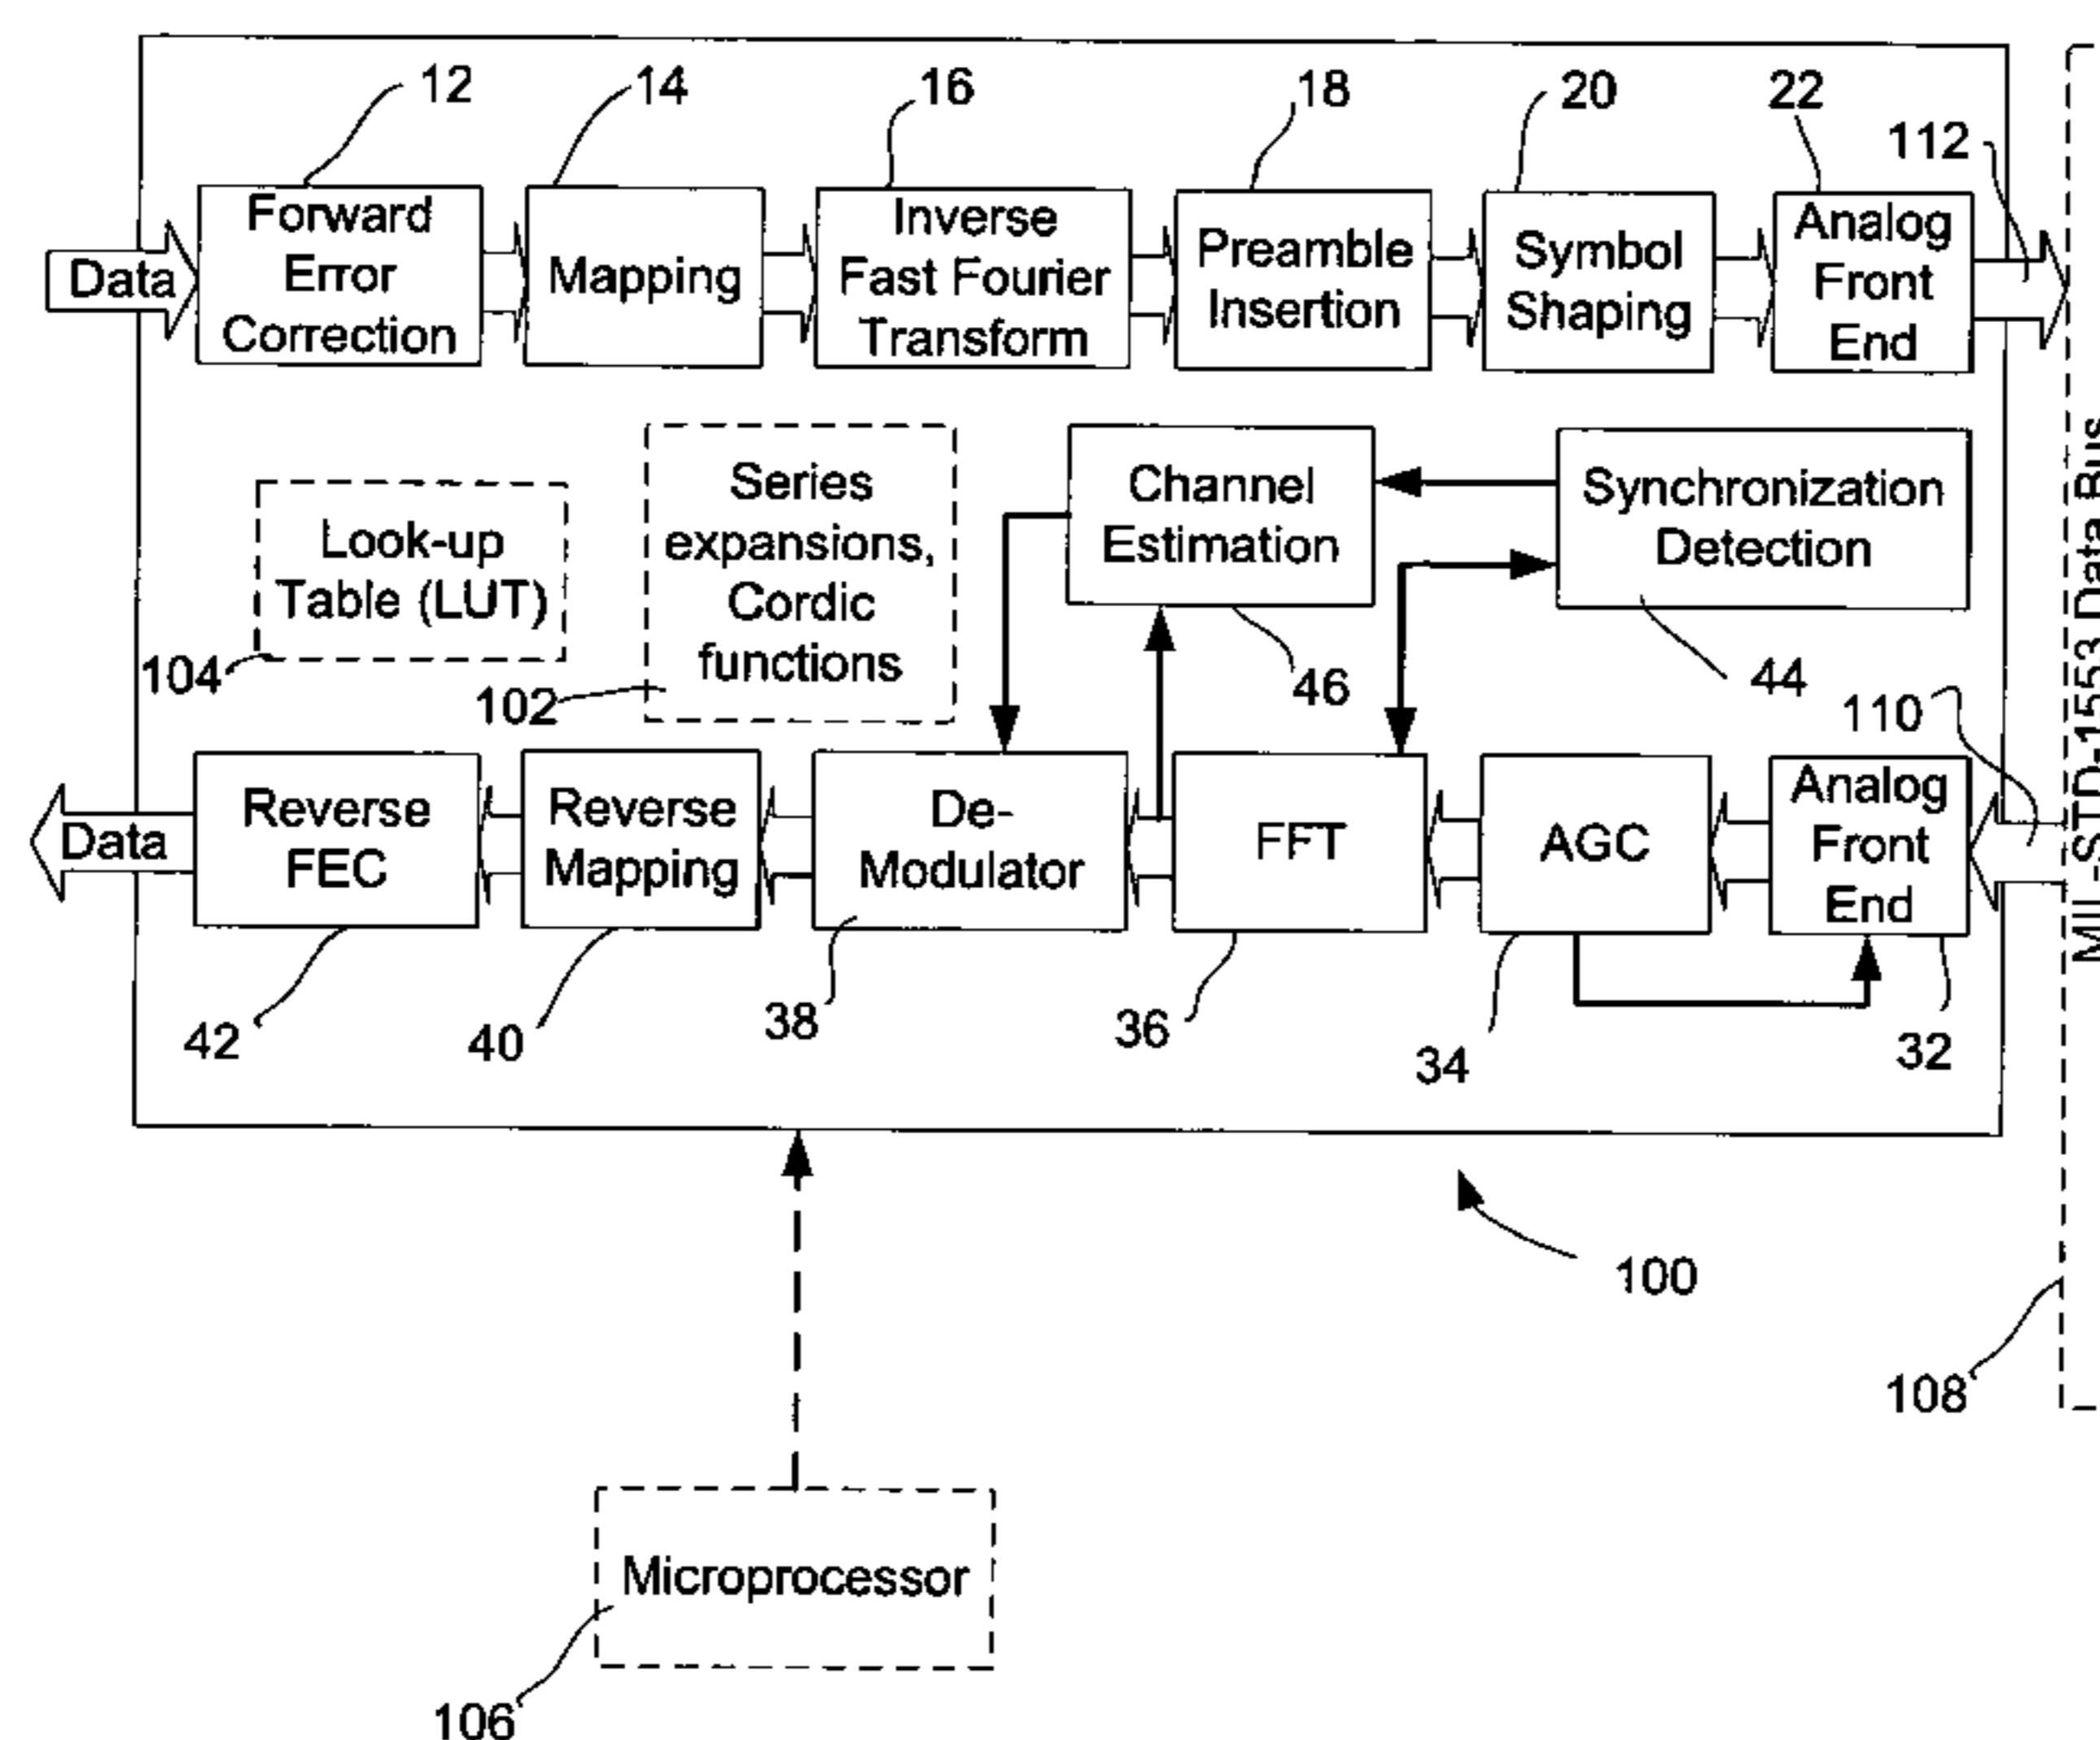 12
14
16
18
20
22
112
Data
Forward
Error
Correction
Mapping
Inverse
Fast Fourier
Transform
Preamble
Insertion
Symbol
Shaping
Analog
Front
End
Look-up
Table (LUT)
104
Series
expansions,
Cordic
functions
102
Channel
Estimation
46
Synchronization
Detection
44
110
MIL-STD-1553 Data Bus
Data
Reverse
FEC
Reverse
Mapping
De-
Modulator
FFT
AGC
Analog
Front
End
42
40
38
36
34
32
100
108
Microprocessor
106